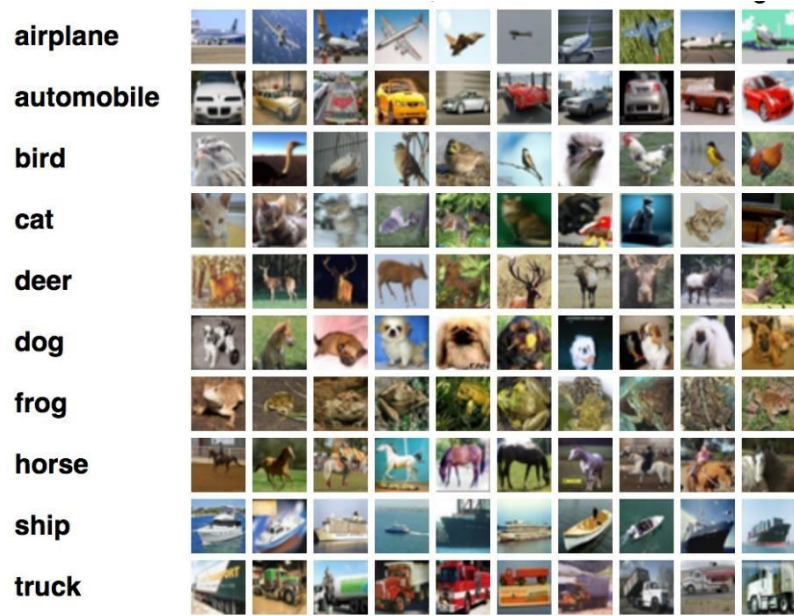 airplane
automobile
bird
cat
deer
dog
frog
horse
ship
truck